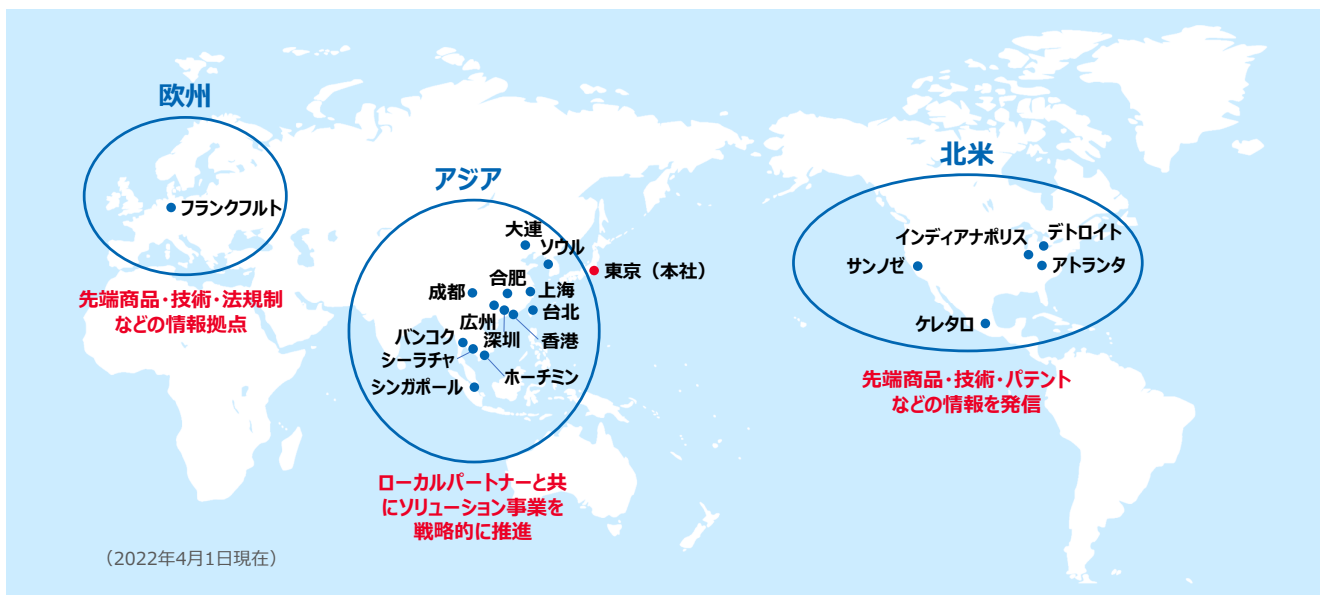 欧州
フランクフルト
先端商品・技術・法規制
などの情報拠点
アジア
大連
ソウル
東京（本社）
成都
合肥
上海
台北
広州
深圳
香港
バンコク
シーラチャ
ホーチミン
シンガポール
ローカルパートナーと共
にソリューション事業を
戦略的に推進
北米
インディアナポリス
デトロイト
サンノゼ
アトランタ
ケレタロ
先端商品・技術・パテント
などの情報を発信
（2022年4月1日現在）